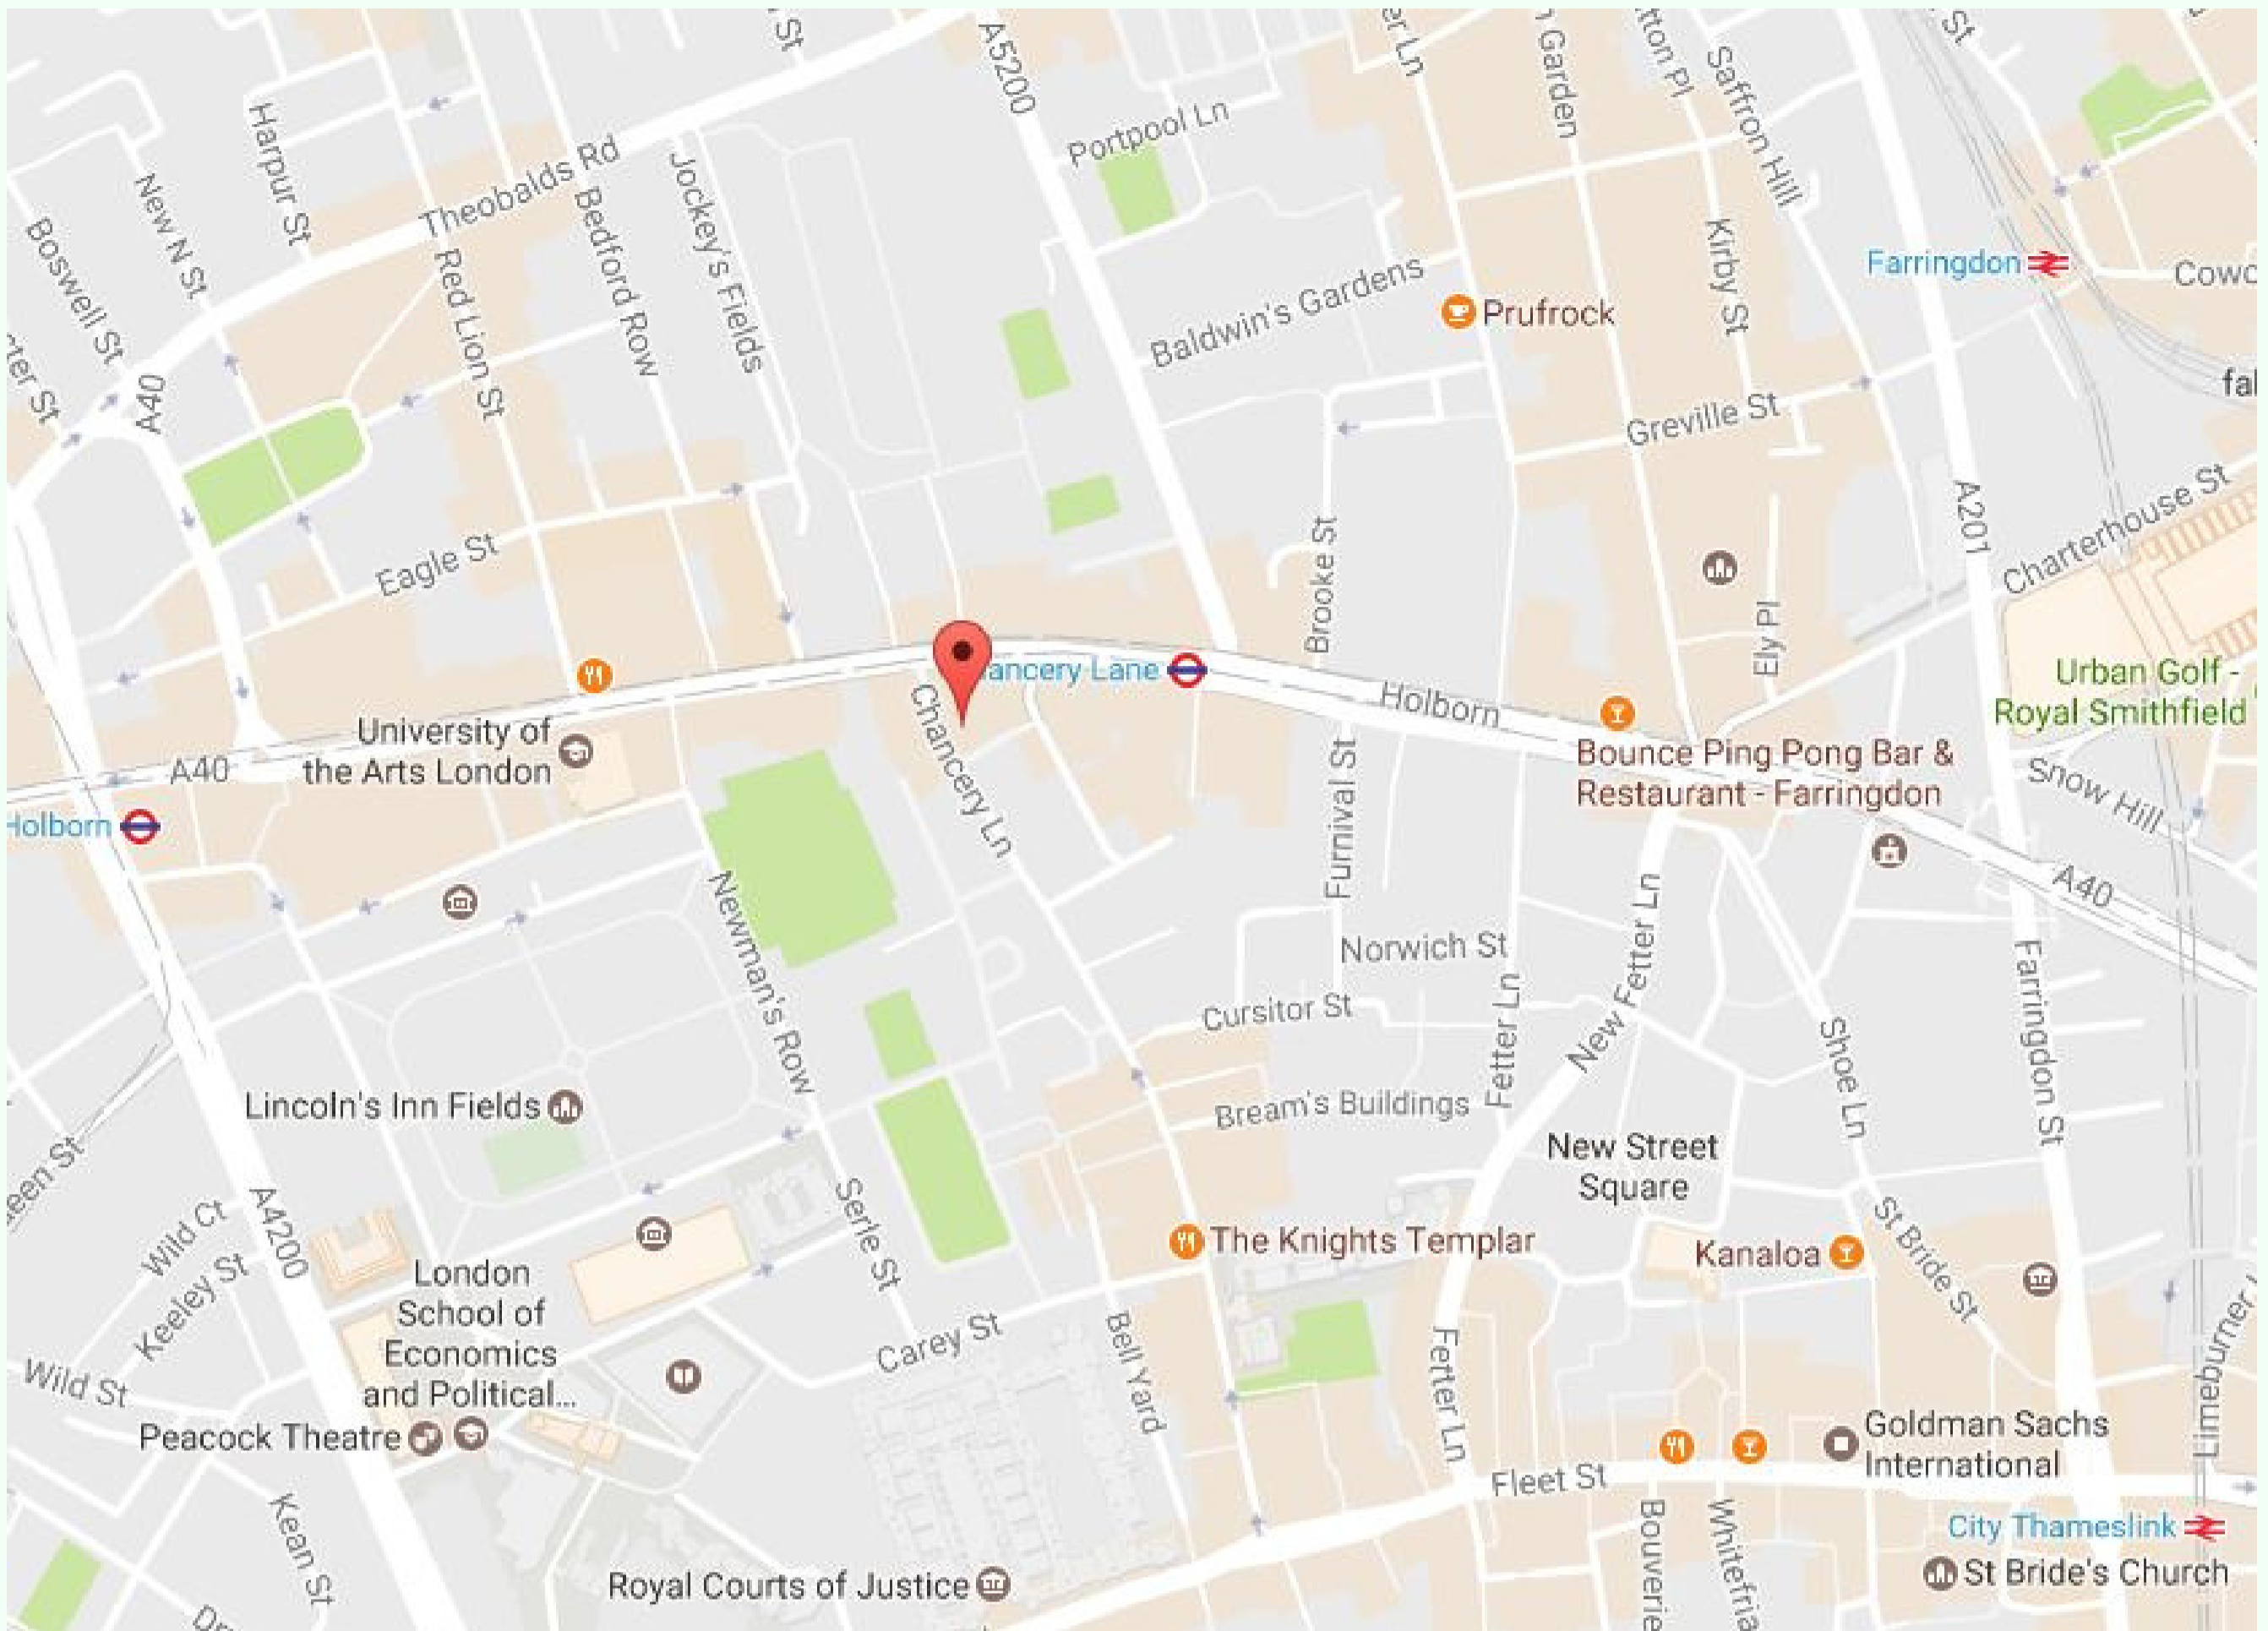 St
A5200
Garden
Saffron Hill
St
Harpur St
New N St
Theobalds Rd
Portpool Ln
Boswell St
Bedford Row
Jockey's Fields
Red Lion St
Kirby St
Farringdon
Baldwin's Gardens
Prufrock
A40
Greville St
A201
Charterhouse St
Eagle St
Brooke St
Ely Pl
Holborn
Urban Golf -
Royal Smithfield
University of
the Arts London
A40
Chancery Ln
Furnival St
Bounce Ping Pong Bar &
Restaurant - Farringdon
Snow Hill
Holborn
A40
Newman's Row
Norwich St
Cursitor St
Fetter Ln
New Fetter Ln
Shoe Ln
Farringdon St
Lincoln's Inn Fields
Bream's Buildings
New Street
Square
Wild Ct
Keeley St
A4200
Serle St
The Knights Templar
Kanaloa
St Bride St
London
School of
Economics
and Political...
Carey St
Bell Yard
Fetter Ln
Wild St
Peacock Theatre
Goldman Sachs
International
Limeburner
Kean St
Fleet St
Bouverie
City Thameslink
Royal Courts of Justice
St Bride's Church